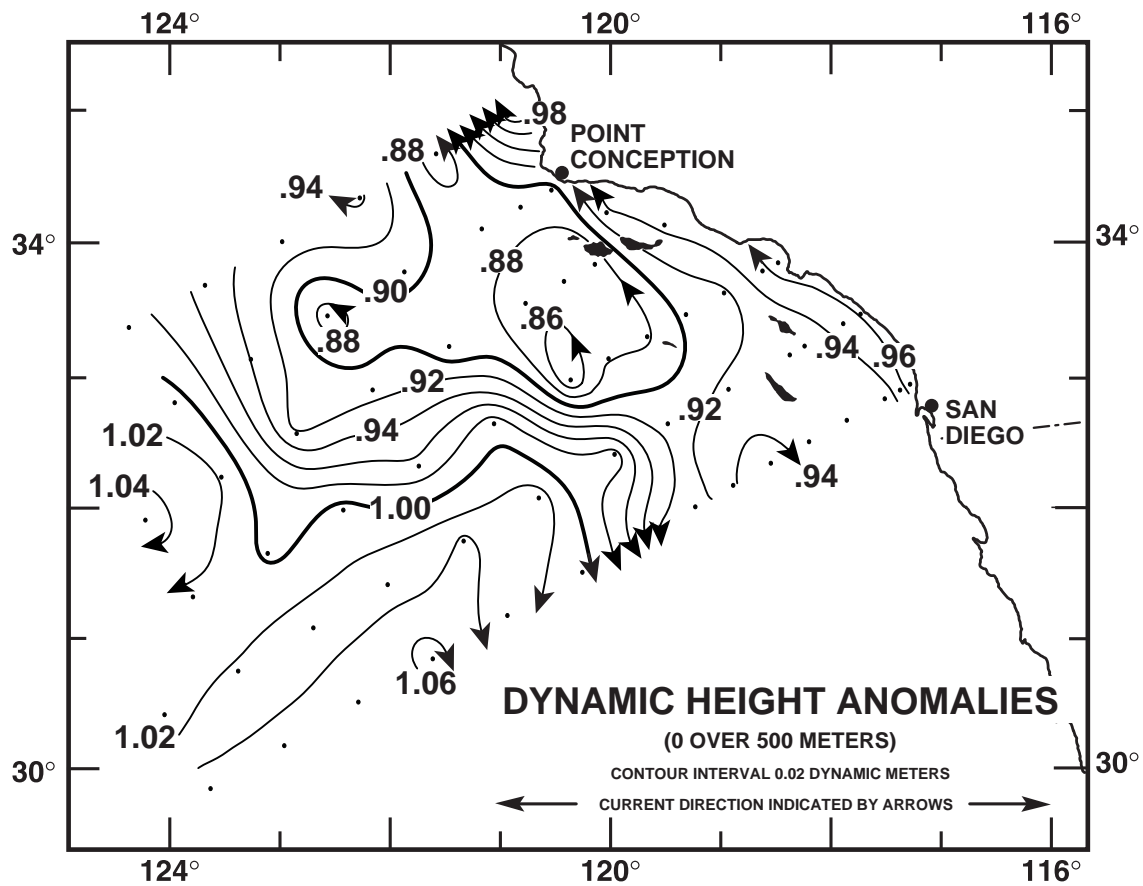 124° 120° 116°
.98
POINT
CONCEPTION
.88
.94
34° 34°
.88
.90
.86
.88
.94 .96
.92
.92
SAN
DIEGO
.94
1.02
.94
1.04
1.00
1.06
DYNAMIC HEIGHT ANOMALIES
1.02
(0 OVER 500 METERS)
30° 30°
CONTOUR INTERVAL 0.02 DYNAMIC METERS
CURRENT DIRECTION INDICATED BY ARROWS
124° 120° 116°